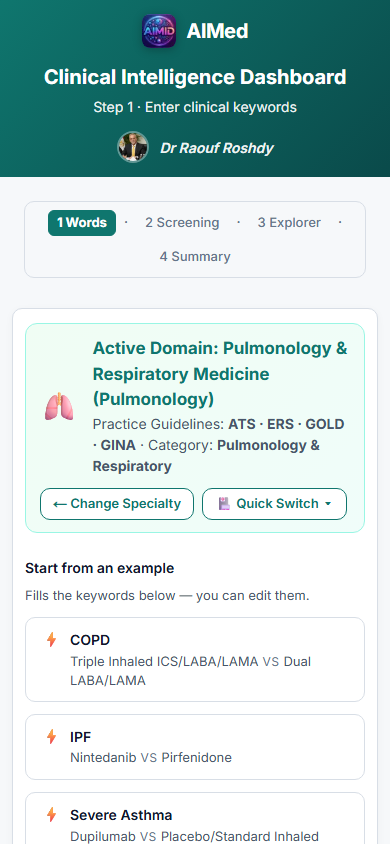 AIMID
AIMed
Clinical Intelligence Dashboard
Step 1 · Enter clinical keywords
Dr Raouf Roshdy
1 Words · 2 Screening · 3 Explorer ·
4 Summary
Active Domain: Pulmonology &
Respiratory Medicine
(Pulmonology)
Practice Guidelines: ATS · ERS · GOLD
· GINA · Category: Pulmonology &
Respiratory
← Change Specialty
Quick Switch
Start from an example
Fills the keywords below — you can edit them.
COPD
Triple Inhaled ICS/LABA/LAMA VS Dual
LABA/LAMA
IPF
Nintedanib VS Pirfenidone
Severe Asthma
Dupilumab VS Placebo/Standard Inhaled